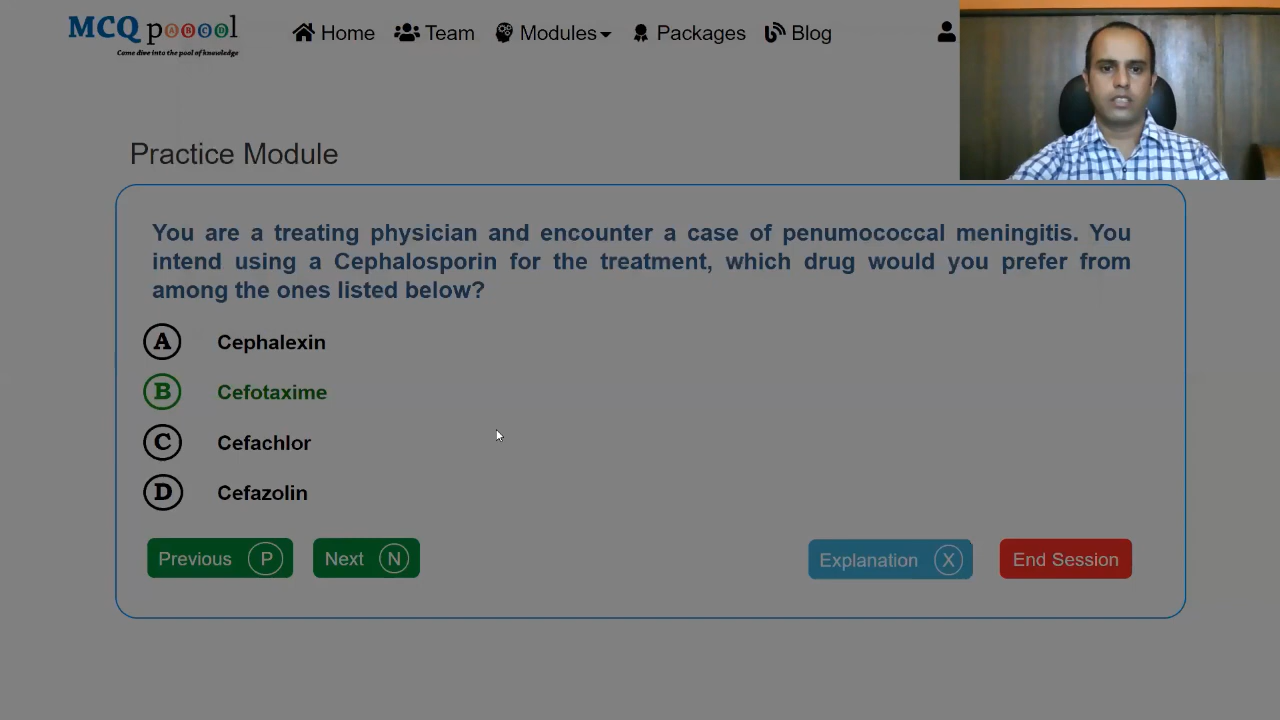 MCQ pooool
Come dive into the pool of knowledge
Home Team Modules Packages Blog
Practice Module
You are a treating physician and encounter a case of penumococcal meningitis. You
intend using a Cephalosporin for the treatment, which drug would you prefer from
among the ones listed below?
A Cephalexin
B Cefotaxime
C Cefachlor
D Cefazolin
Previous P Next N Explanation X End Session